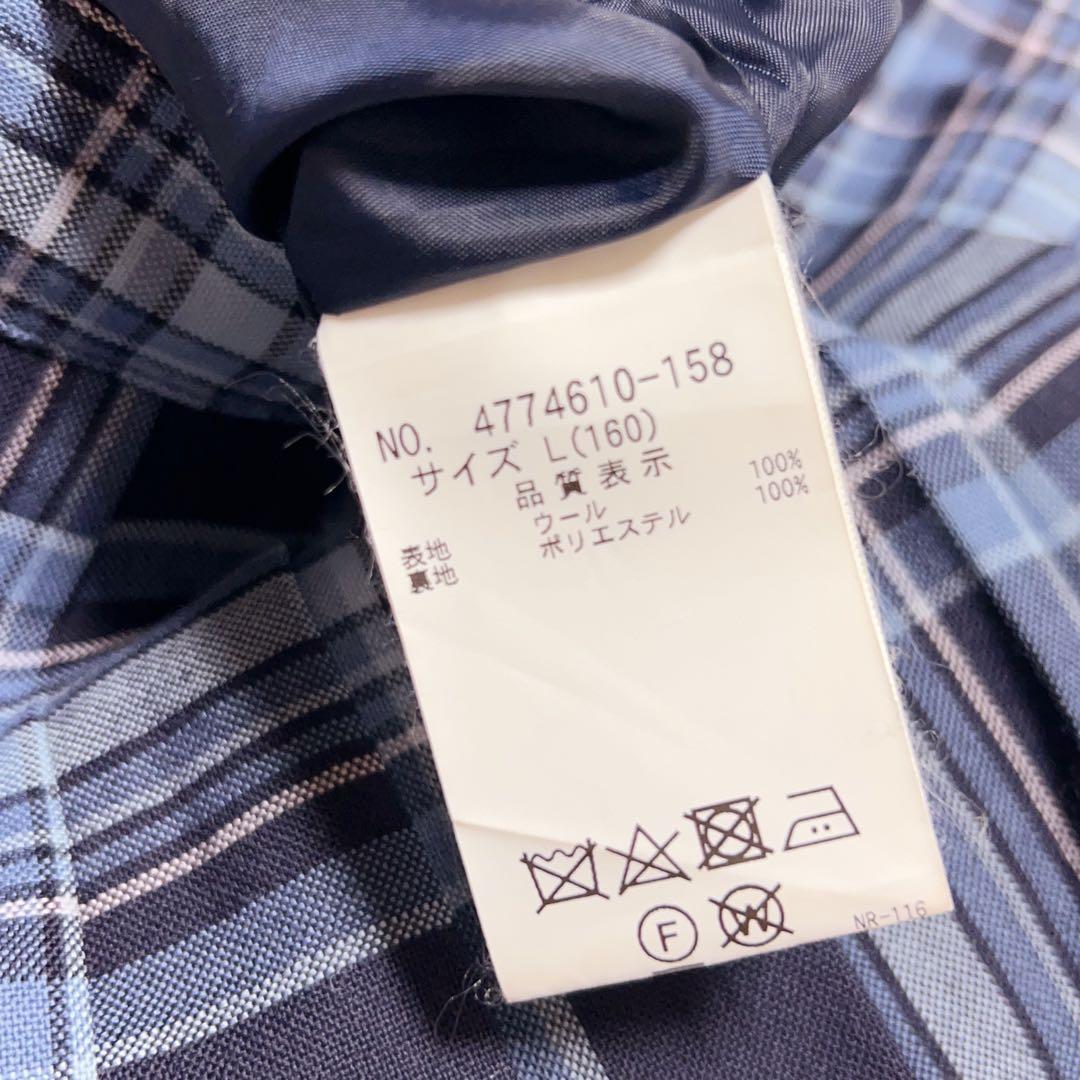 NO. 4774610-158
サイズ L(160)
品質表示
表地 ウール 100%
裏地 ポリエステル 100%
F
W
NR-116